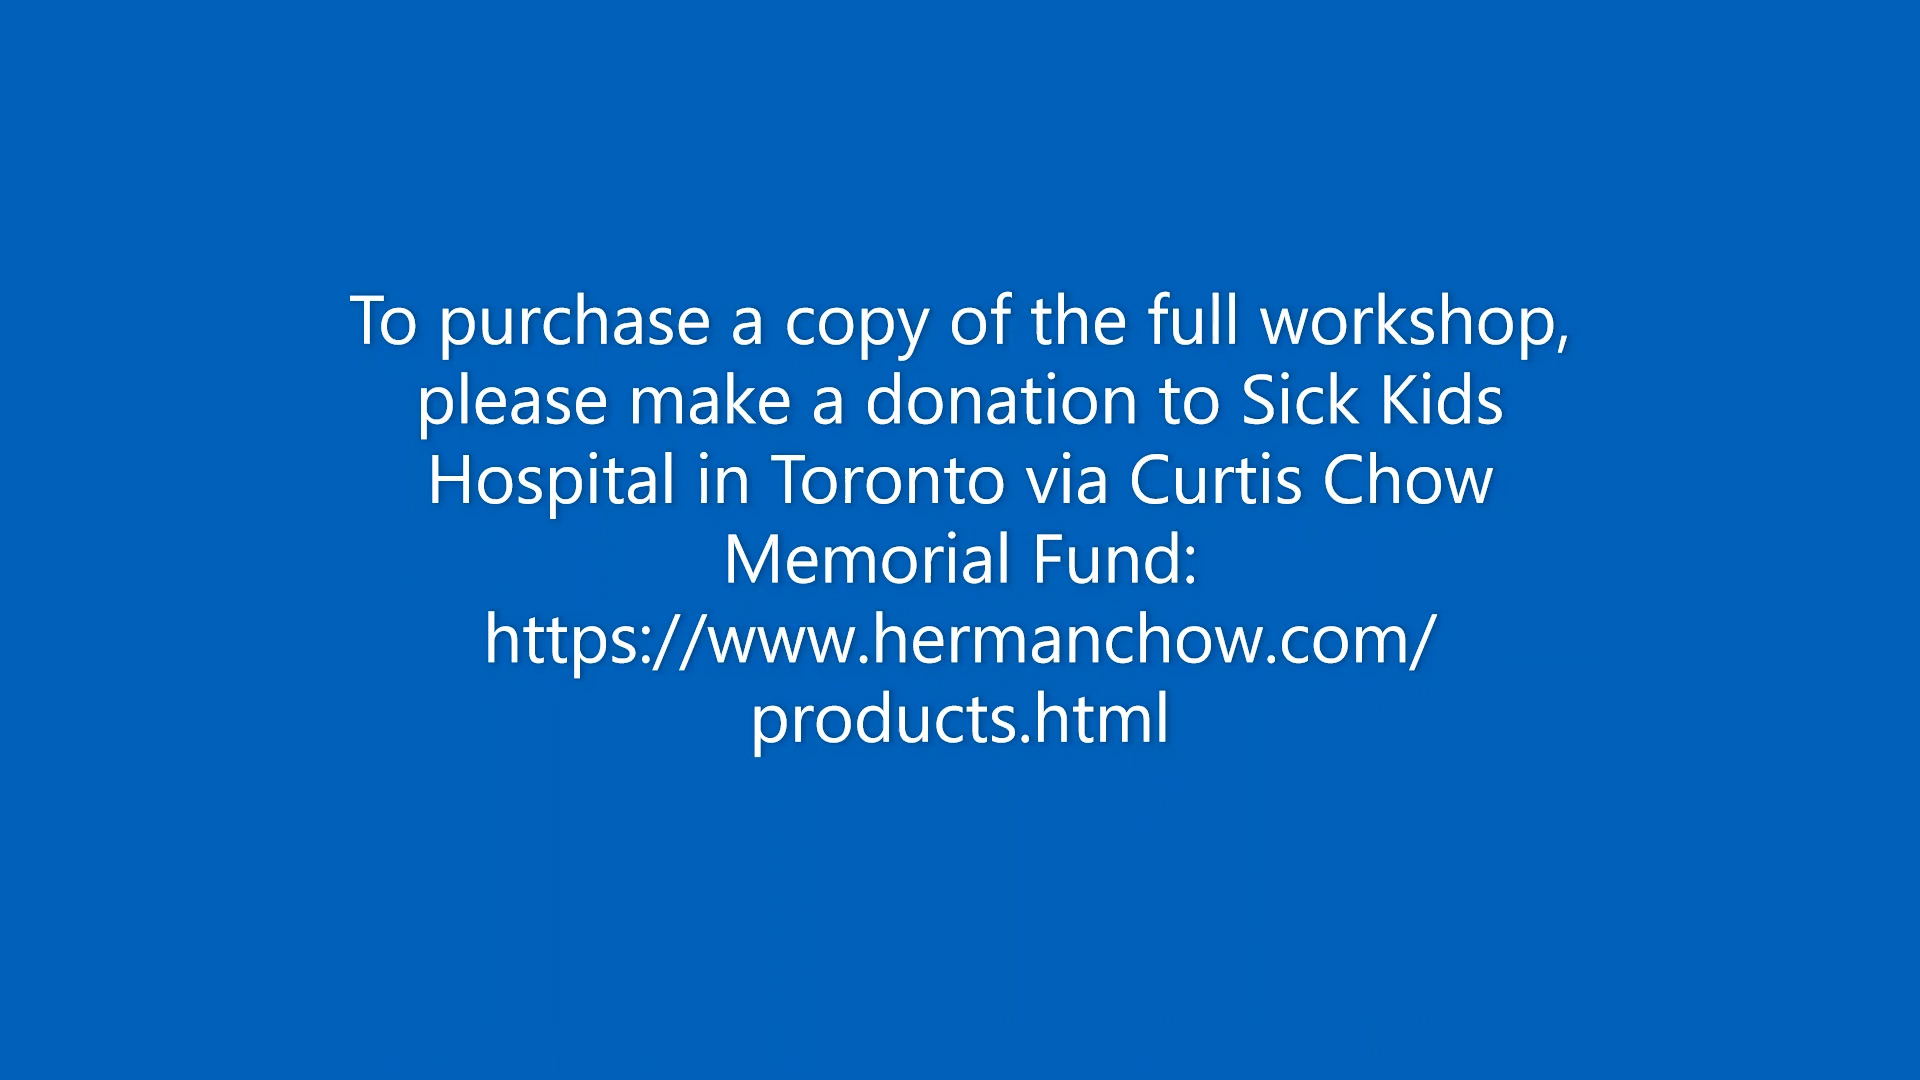 To purchase a copy of the full workshop,
please make a donation to Sick Kids
Hospital in Toronto via Curtis Chow
Memorial Fund:
https://www.hermanchow.com/
products.html